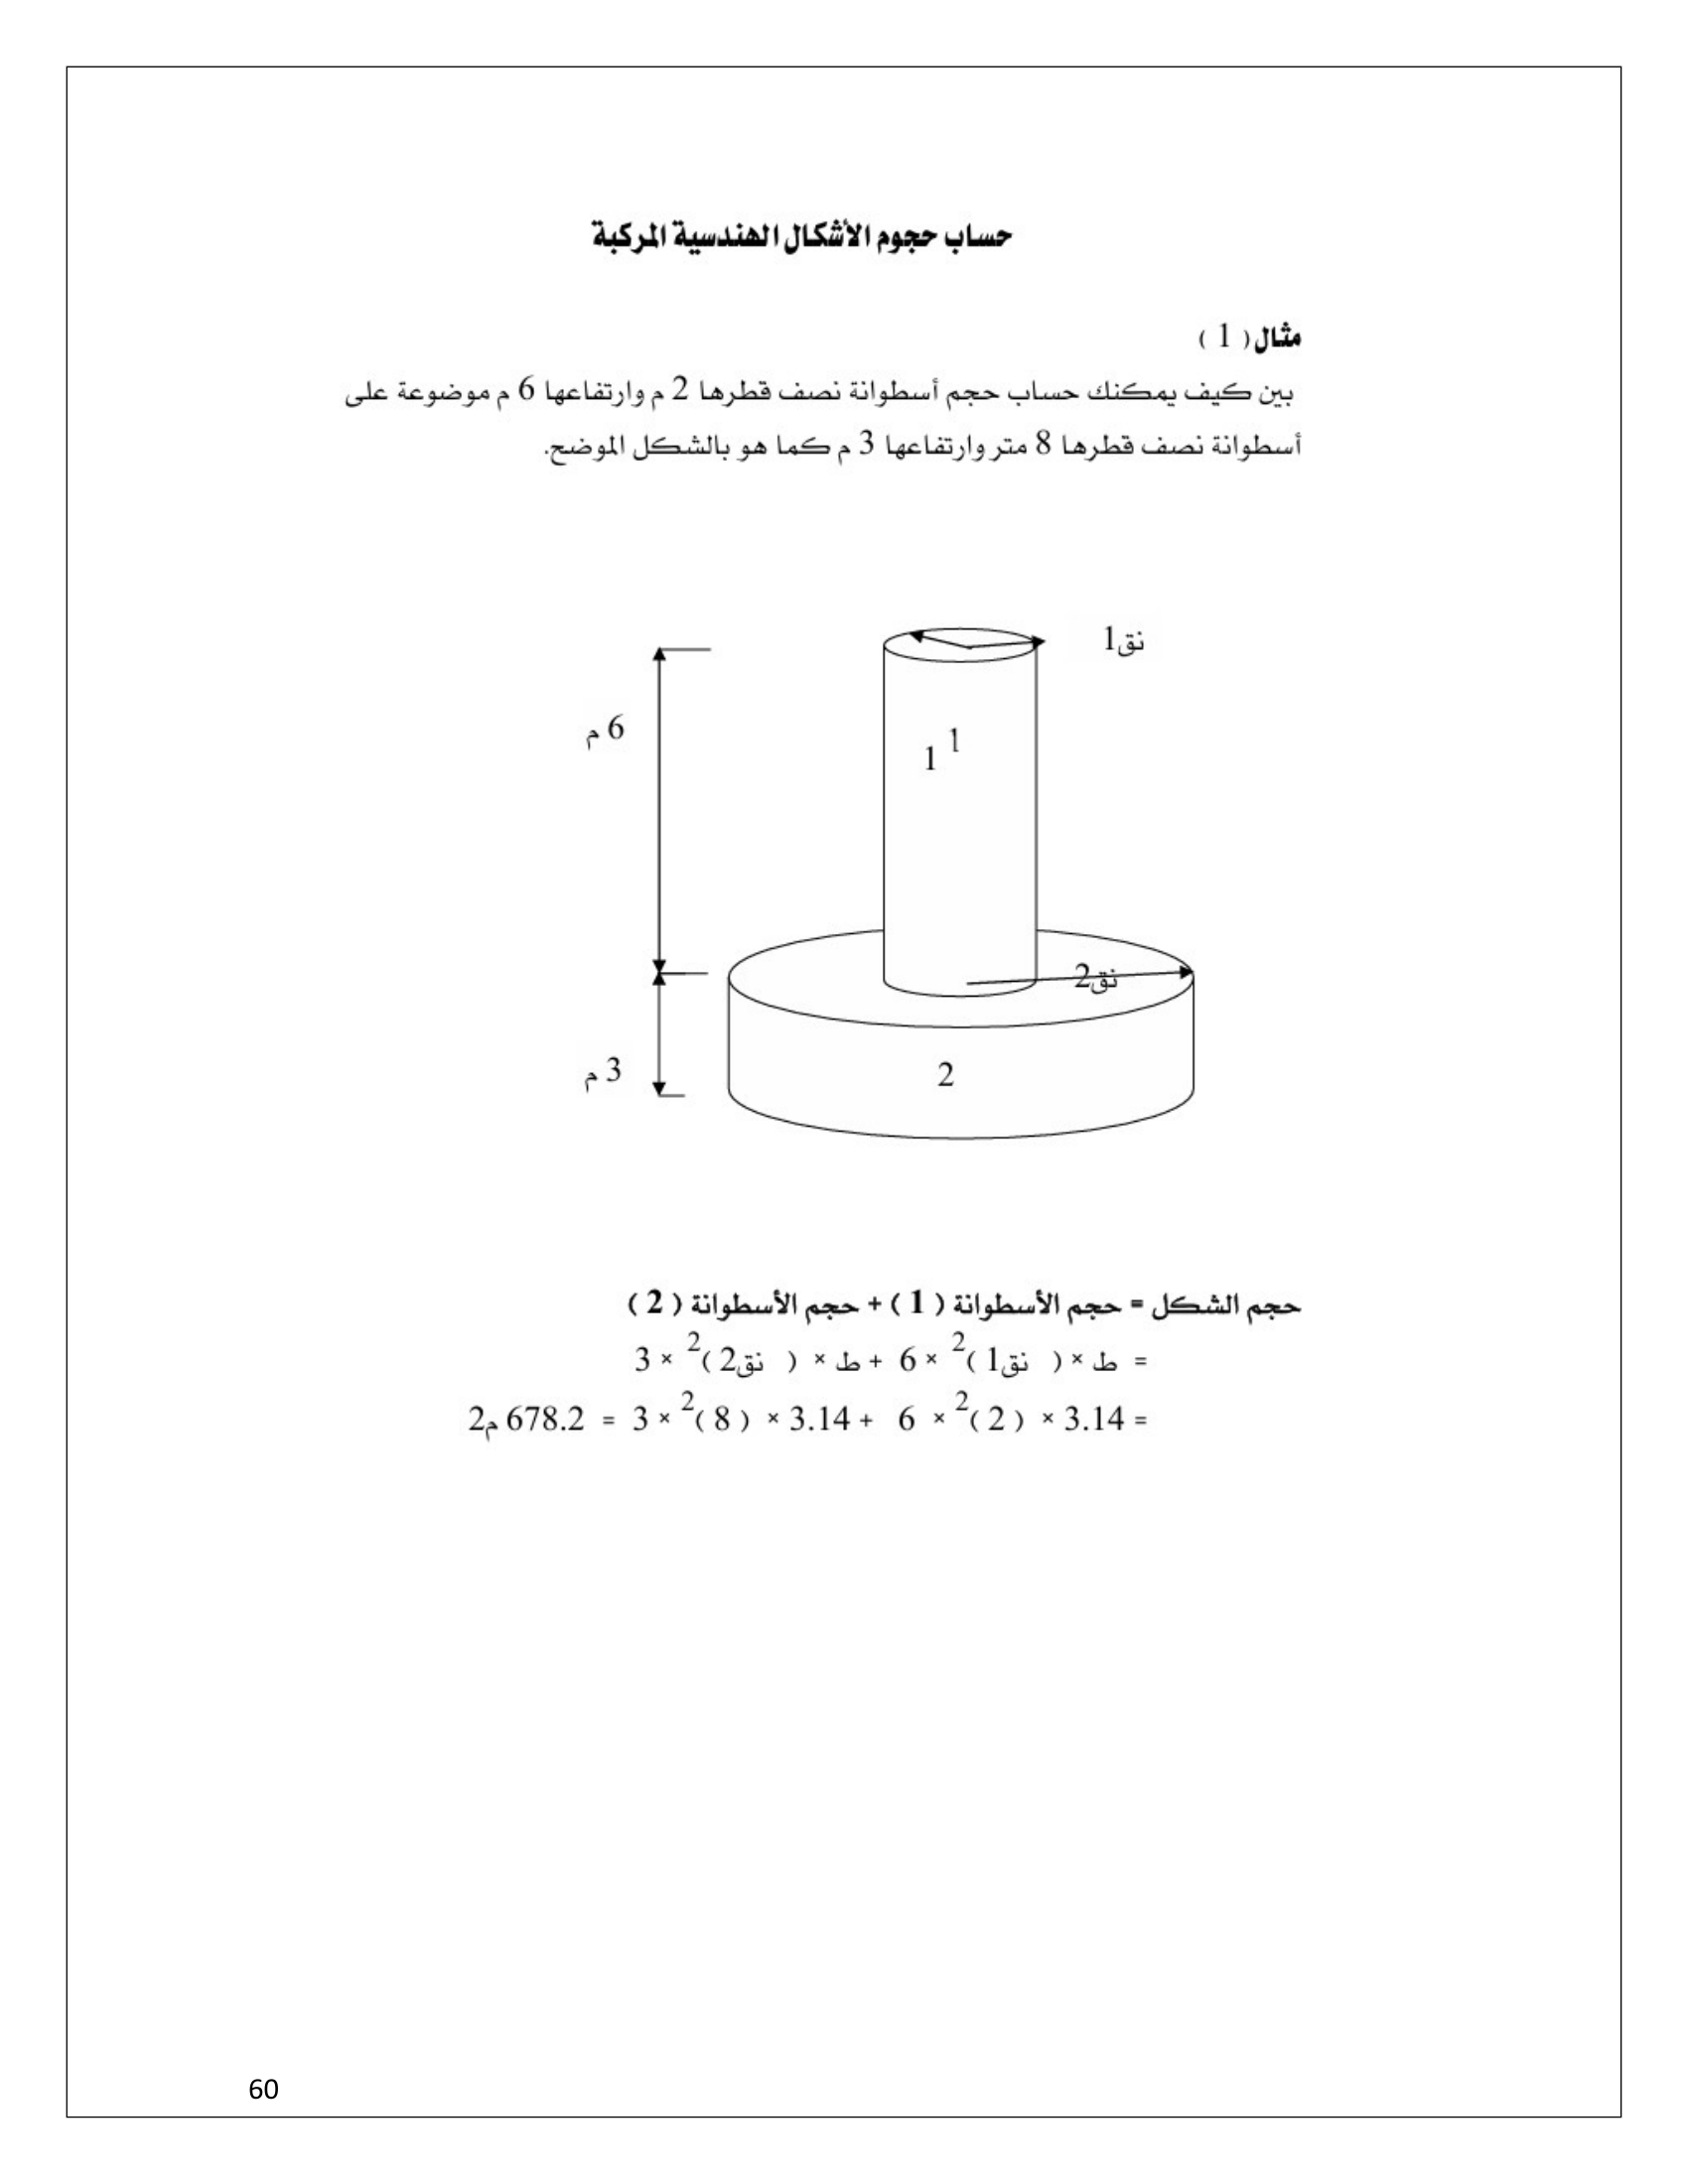 حساب حجوم الأشكال الهندسية المركبة
مثال ( 1 )
بين كيف يمكنك حساب حجم أسطوانة نصف قطرها 2 م وارتفاعها 6 م موضوعة على
أسطوانة نصف قطرها 8 متر وارتفاعها 3 م كما هو بالشكل الموضح.
نق1
6 م
1 1
نق2
3 م
2
حجم الشكل = حجم الأسطوانة ( 1 ) + حجم الأسطوانة ( 2 )
= ط × ( نق1 )2 × 6 + ط × ( نق2 )2 × 3
= 3.14 × ( 2 )2 × 6 + 3.14 × ( 8 )2 × 3 = 678.2 م2
60